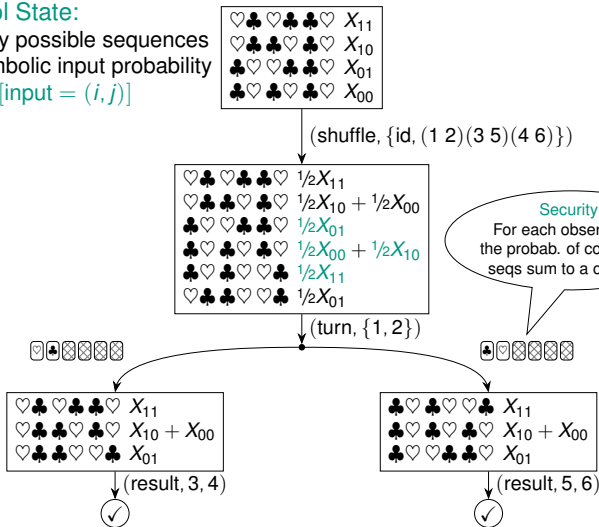 ol State:
y possible sequences
mbolic input probability
[input = (i, j)]
♡♣♡♣♣♡ X₁₁
♡♣♣♡♣♡ X₁₀
♣♡♡♣♣♡ X₀₁
♣♡♣♡♣♡ X₀₀
(shuffle, {id, (1 2)(3 5)(4 6)})
♡♣♡♣♣♡ ½X₁₁
♡♣♣♡♣♡ ½X₁₀ + ½X₀₀
♣♡♡♣♣♡ ½X₀₁
♣♡♣♡♣♡ ½X₀₀ + ½X₁₀
♣♡♣♡♡♣ ½X₁₁
♡♣♣♡♡♣ ½X₀₁
Security
For each obser
the probab. of co
seqs sum to a c
(turn, {1, 2})
♡♣
♣♡
♡♣♡♣♣♡ X₁₁
♡♣♣♡♣♡ X₁₀ + X₀₀
♡♣♣♡♡♣ X₀₁
♣♡♣♡♡♣ X₁₁
♣♡♣♡♣♡ X₁₀ + X₀₀
♣♡♡♣♣♡ X₀₁
(result, 3, 4)
(result, 5, 6)
✓
✓